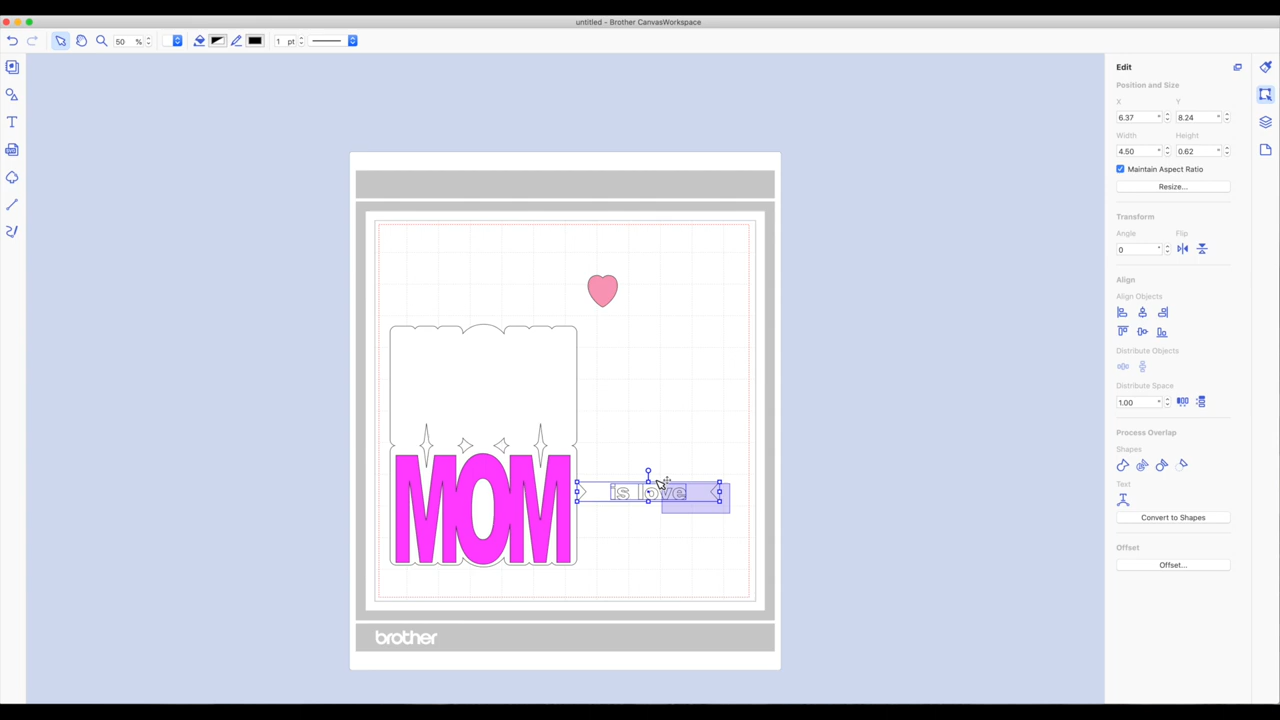 untitled - Brother CanvasWorkspace
50 %
1 pt
Edit
Position and Size
X Y
6.37 " 8.24 "
Width Height
4.50 " 0.62 "
Maintain Aspect Ratio
Resize...
Transform
Angle Flip
0 °
Align
Align Objects
Distribute Objects
Distribute Space
1.00 "
Process Overlap
Shapes
Text
Convert to Shapes
Offset
Offset...
MOM
is love
brother